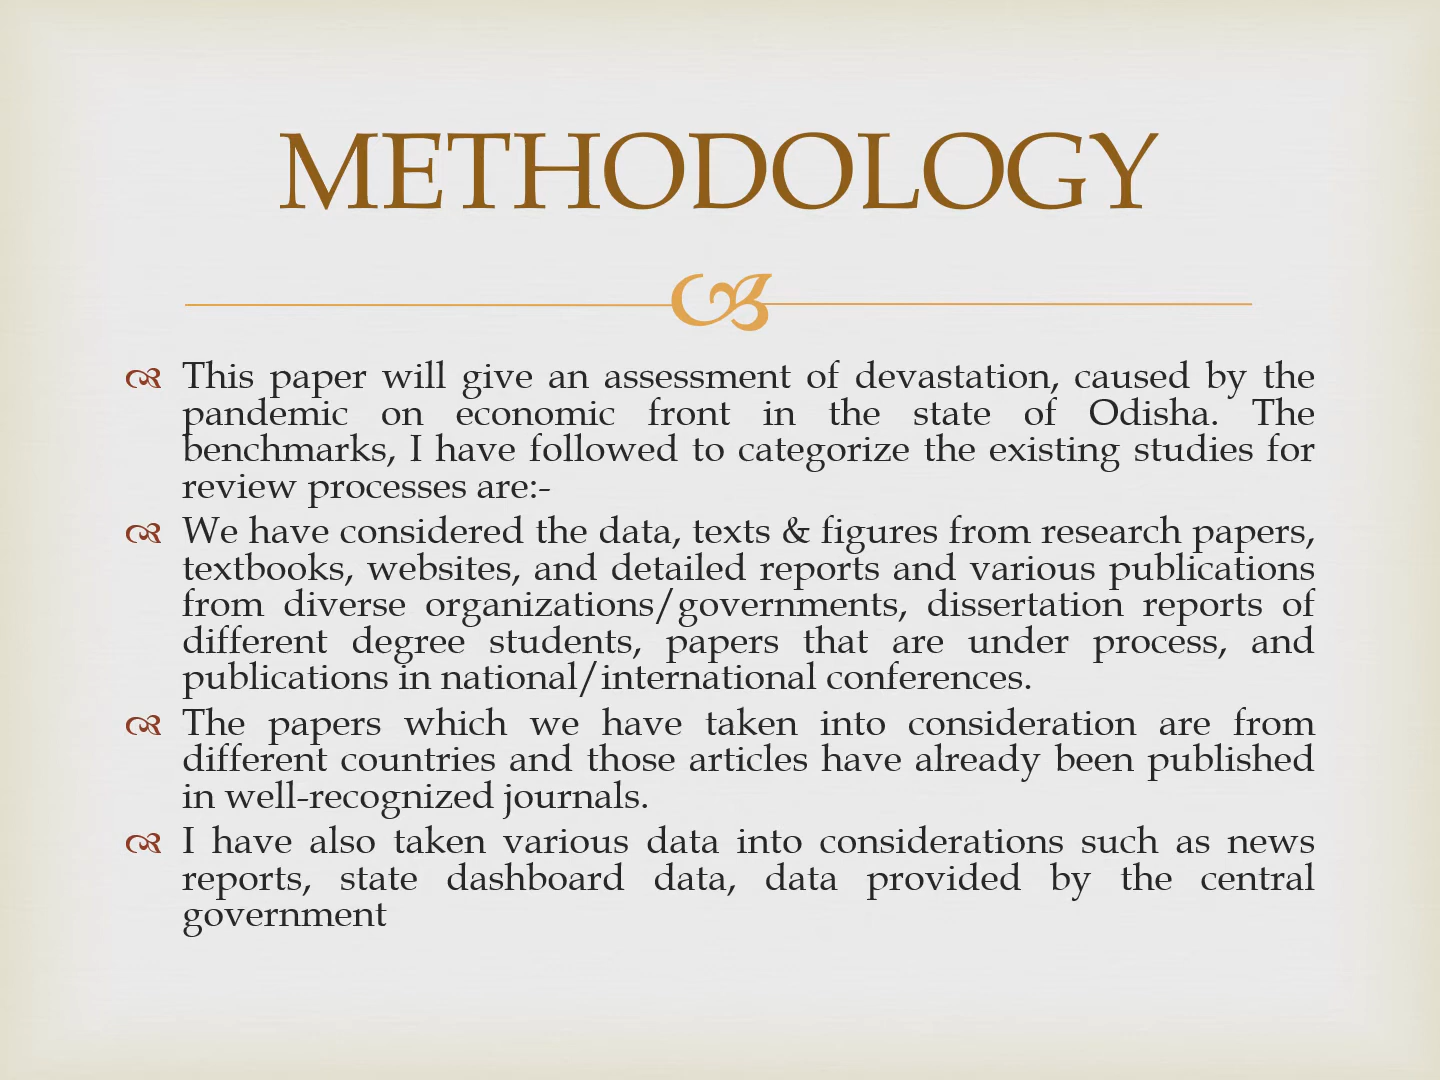 METHODOLOGY
This paper will give an assessment of devastation, caused by the
pandemic on economic front in the state of Odisha. The
benchmarks, I have followed to categorize the existing studies for
review processes are:-
We have considered the data, texts & figures from research papers,
textbooks, websites, and detailed reports and various publications
from diverse organizations/governments, dissertation reports of
different degree students, papers that are under process, and
publications in national/international conferences.
The papers which we have taken into consideration are from
different countries and those articles have already been published
in well-recognized journals.
I have also taken various data into considerations such as news
reports, state dashboard data, data provided by the central
government